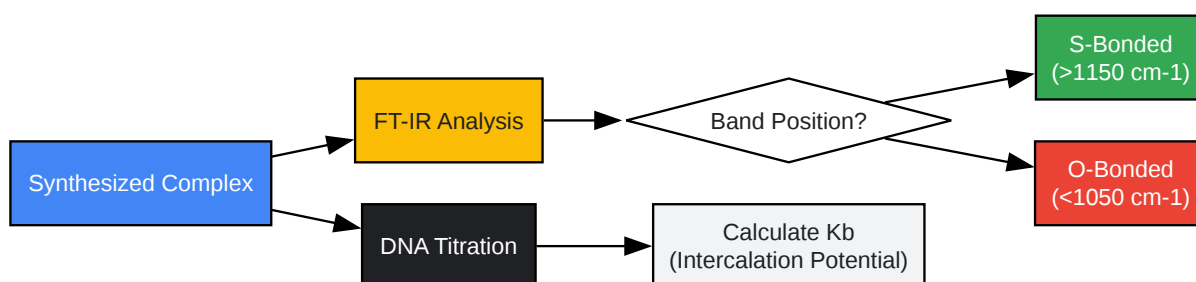 S-Bonded
(>1150 cm-1)
FT-IR Analysis
Band Position?
Synthesized Complex
O-Bonded
(<1050 cm-1)
DNA Titration
Calculate Kb
(Intercalation Potential)